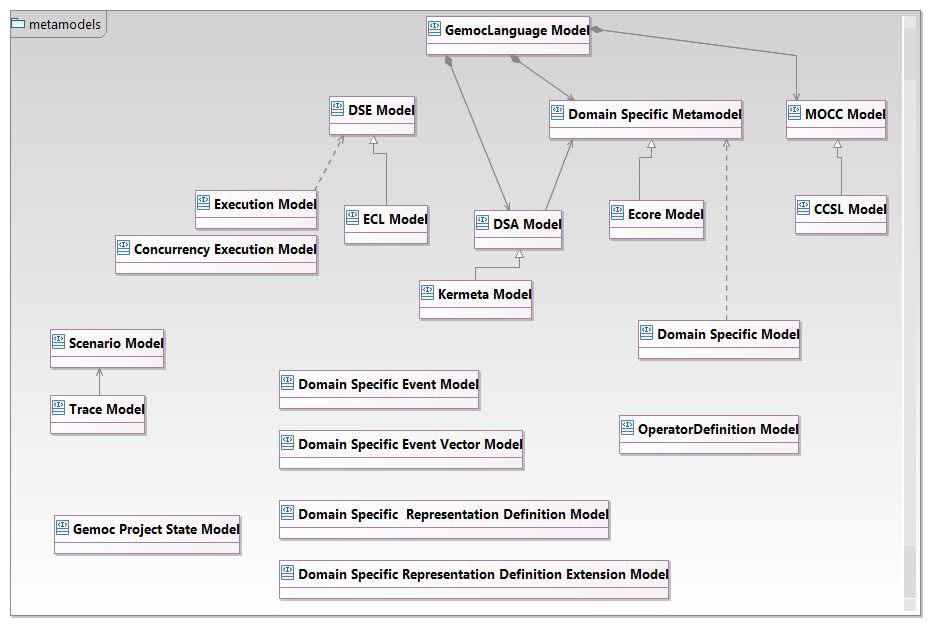 metamodels
GemocLanguage Model
DSE Model
Domain Specific Metamodel
MOCC Model
Execution Model
ECL Model
DSA Model
Ecore Model
CCSL Model
Concurrency Execution Model
Kermeta Model
Scenario Model
Domain Specific Model
Trace Model
Domain Specific Event Model
OperatorDefinition Model
Domain Specific Event Vector Model
Gemoc Project State Model
Domain Specific  Representation Definition Model
Domain Specific Representation Definition Extension Model